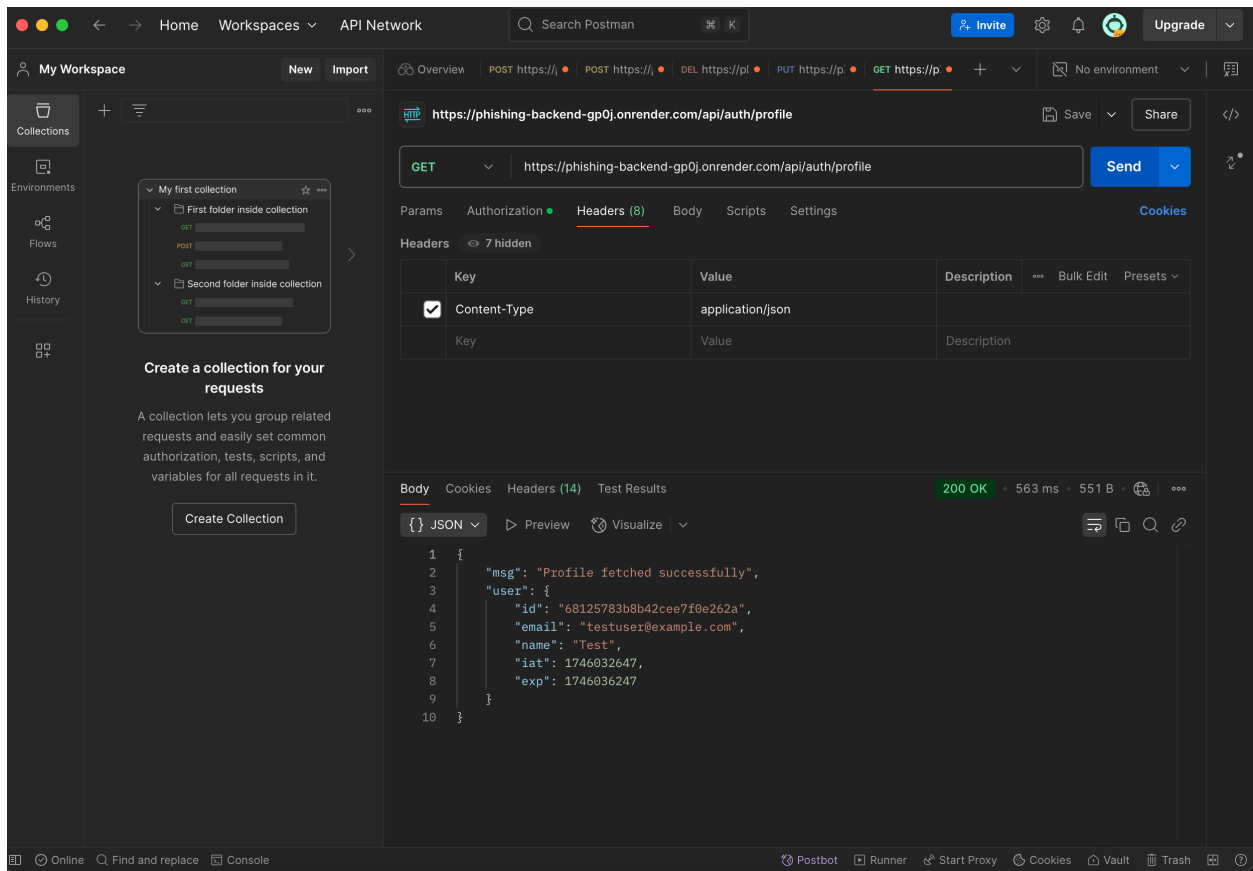 Home Workspaces API Network Search Postman ⌘ K Invite Upgrade
My Workspace New Import
Overview POST https://j POST https://j DEL https://pl PUT https://p GET https://p No environment
Collections
Environments
Flows
History
My first collection
First folder inside collection
GET
POST
GET
Second folder inside collection
GET
GET
Create a collection for your
requests
A collection lets you group related
requests and easily set common
authorization, tests, scripts, and
variables for all requests in it.
Create Collection
HTTP https://phishing-backend-gp0j.onrender.com/api/auth/profile Save Share
GET https://phishing-backend-gp0j.onrender.com/api/auth/profile Send
Params Authorization Headers (8) Body Scripts Settings Cookies
Headers 7 hidden
Key Value Description Bulk Edit Presets
Content-Type application/json
Key Value Description
Body Cookies Headers (14) Test Results 200 OK 563 ms 551 B
{} JSON Preview Visualize
1 {
2 "msg": "Profile fetched successfully",
3 "user": {
4 "id": "68125783b8b42cee7f0e262a",
5 "email": "testuser@example.com",
6 "name": "Test",
7 "iat": 1746032647,
8 "exp": 1746036247
9 }
10 }
Online Find and replace Console Postbot Runner Start Proxy Cookies Vault Trash